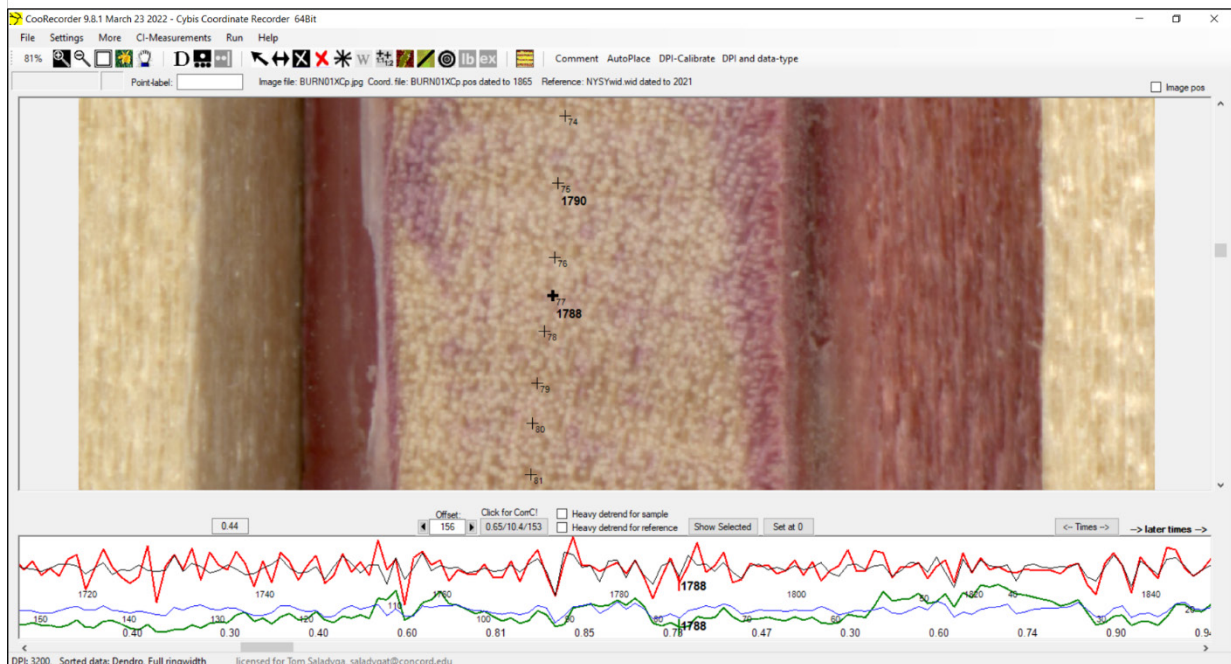 CooRecorder 9.8.1 March 23 2022 - Cybis Coordinate Recorder 64Bit
File Settings More CI-Measurements Run Help
81% D W lb ex Comment AutoPlace DPI-Calibrate DPI and data-type
Point-label: Image file: BURN01XCp.jpg Coord. file: BURN01XCp.pos dated to 1865 Reference: NYSYwid.wid dated to 2021
Image pos
74
75
1790
76
77
1788
78
79
80
81
Offset: Click for CorrC! Heavy detrend for sample
0.44 156 0.65/10.4/153 Heavy detrend for reference Show Selected Set at 0 <- Times -> --> later times->
1788
1720 1740 1760 1780 1800 1820 40 1840
150 140 130 120 110 100 90 80 1788 70 60 50 30 20
0.40 0.30 0.40 0.60 0.81 0.85 0.78 0.47 0.30 0.60 0.74 0.90 0.94
DPI: 3200 Sorted data: Dendro, Full ringwidth licensed for Tom Saladyga, saladygat@concord.edu